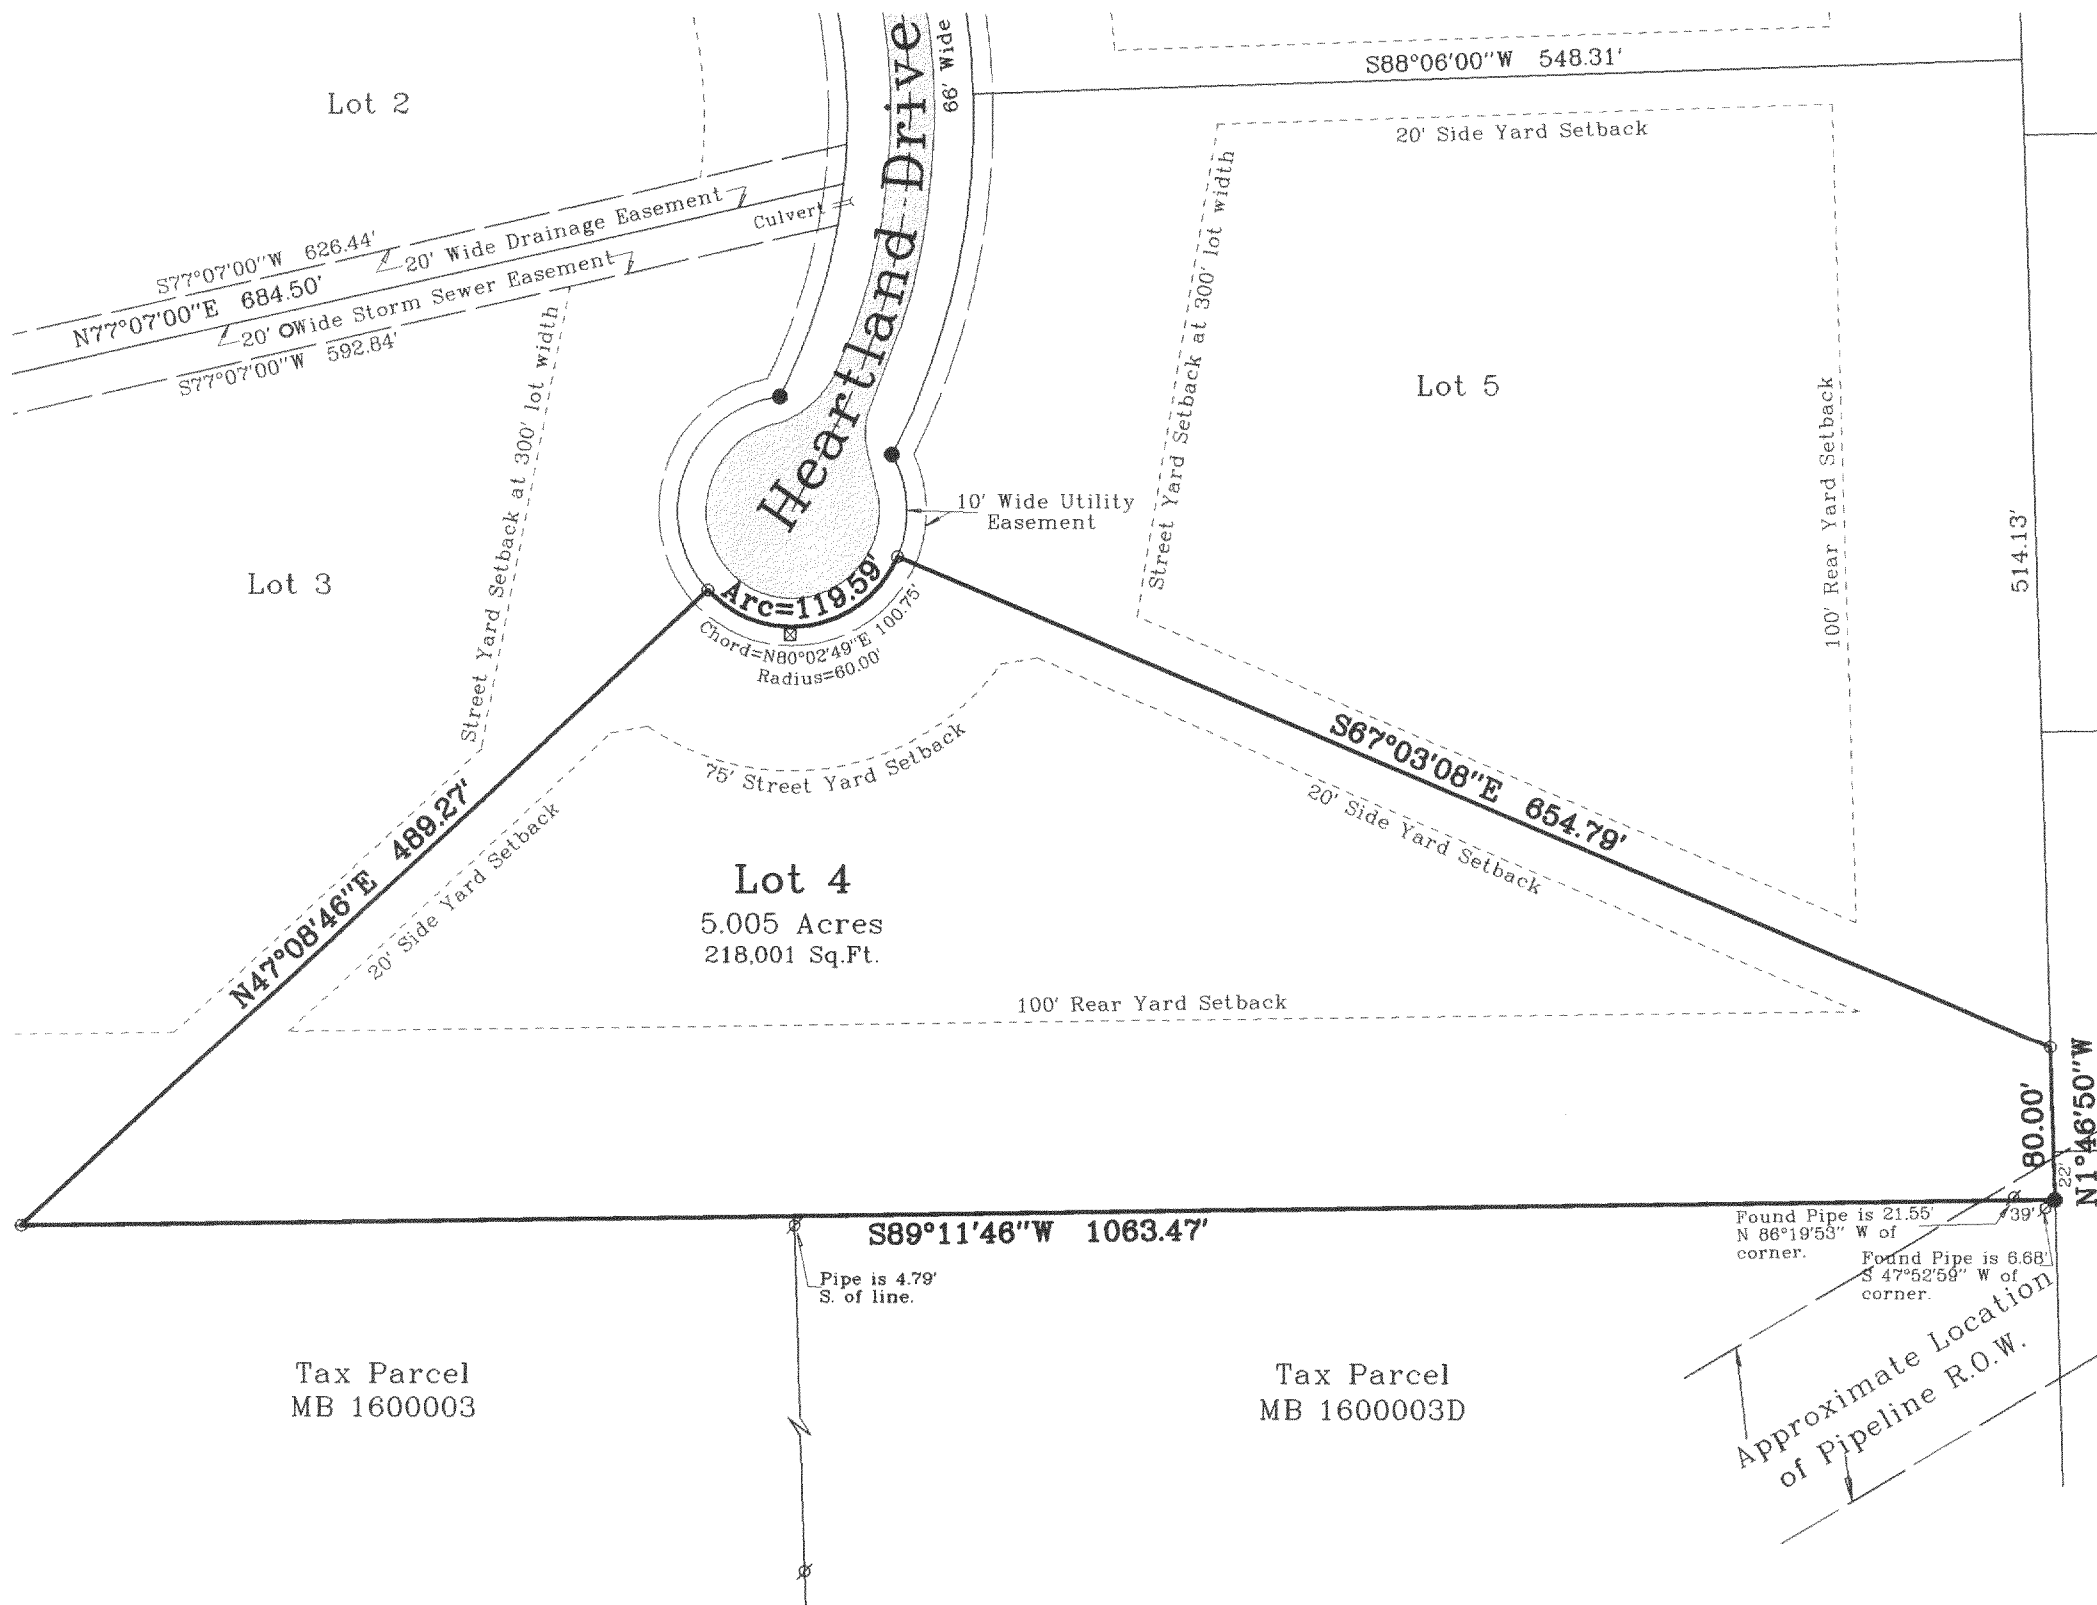 S88°06'00"W 548.31'
66' Wide
Heartland Drive
Lot 2
20' Side Yard Setback
Street Yard Setback at 300' lot width
Lot 5
100' Rear Yard Setback
514.13'
S77°07'00"W 626.44'
20' Wide Drainage Easement
Culvert
N77°07'00"E 684.50'
20' Wide Storm Sewer Easement
S77°07'00"W 592.84'
Street Yard Setback at 300' lot width
Lot 3
10' Wide Utility
Easement
Arc=119.59'
Chord=N80°02'49"E 100.75'
Radius=60.00'
75' Street Yard Setback
S67°03'08"E 654.79'
20' Side Yard Setback
N47°08'46"E 489.27'
20' Side Yard Setback
Lot 4
5.005 Acres
218,001 Sq.Ft.
100' Rear Yard Setback
80.00'
N1°46'50"W
22'
S89°11'46"W 1063.47'
Found Pipe is 21.55'
N 86°19'53" W of
corner.
39'
Found Pipe is 6.68'
S 47°52'59" W of
corner.
Pipe is 4.79'
S. of line.
Tax Parcel
MB 1600003
Tax Parcel
MB 1600003D
Approximate Location
of Pipeline R.O.W.